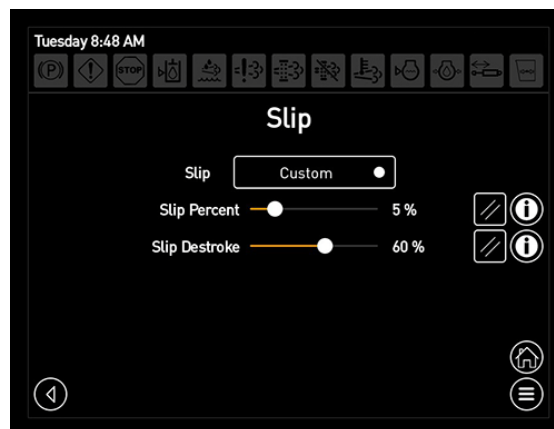 Tuesday 8:48 AM
(P) STOP
Slip
Slip Custom
Slip Percent 5 %
Slip Destroke 60 %